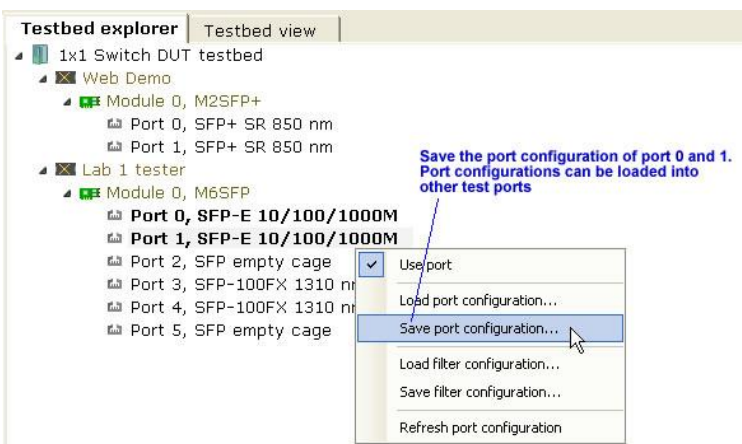 Testbed explorer Testbed view
1x1 Switch DUT testbed
Web Demo
Module 0, M2SFP+
Port 0, SFP+ SR 850 nm
Port 1, SFP+ SR 850 nm
Lab 1 tester
Module 0, M6SFP
Port 0, SFP-E 10/100/1000M
Port 1, SFP-E 10/100/1000M
Port 2, SFP empty cage
Port 3, SFP-100FX 1310 nm
Port 4, SFP-100FX 1310 nm
Port 5, SFP empty cage
Save the port configuration of port 0 and 1.
Port configurations can be loaded into
other test ports
Use port
Load port configuration...
Save port configuration...
Load filter configuration...
Save filter configuration...
Refresh port configuration